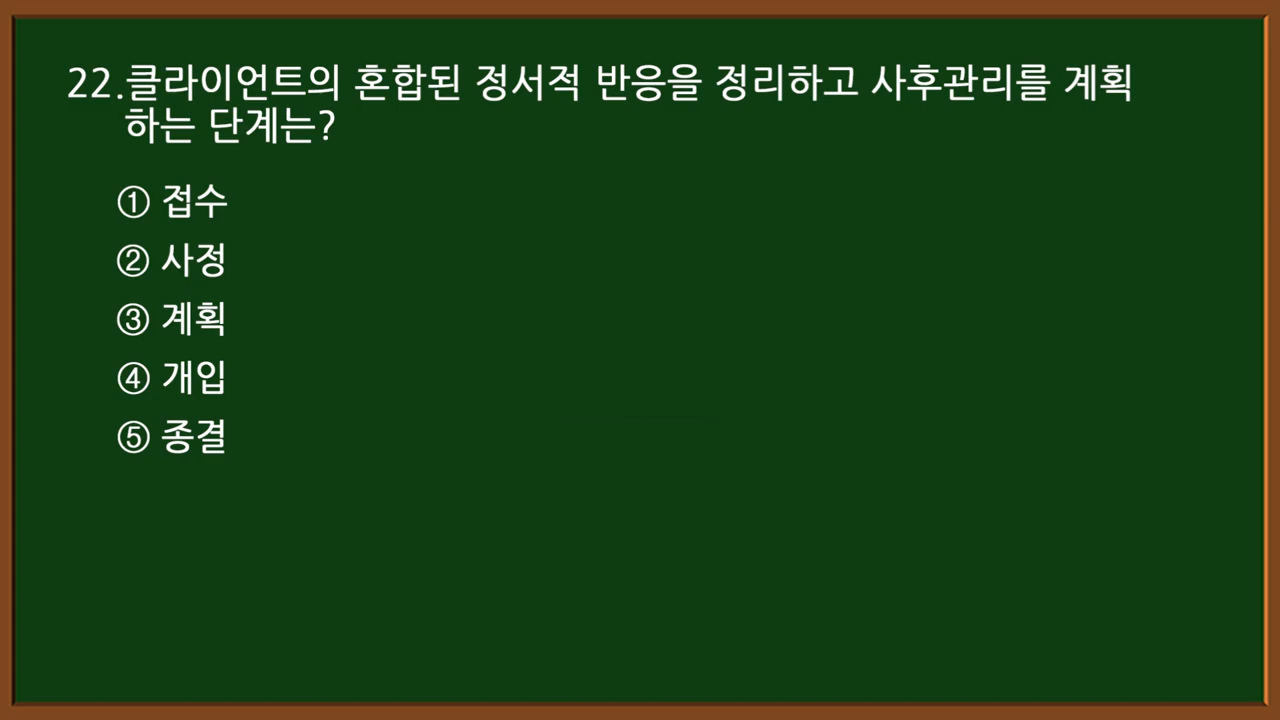 22.클라이언트의 혼합된 정서적 반응을 정리하고 사후관리를 계획
하는 단계는?
① 접수
② 사정
③ 계획
④ 개입
⑤ 종결